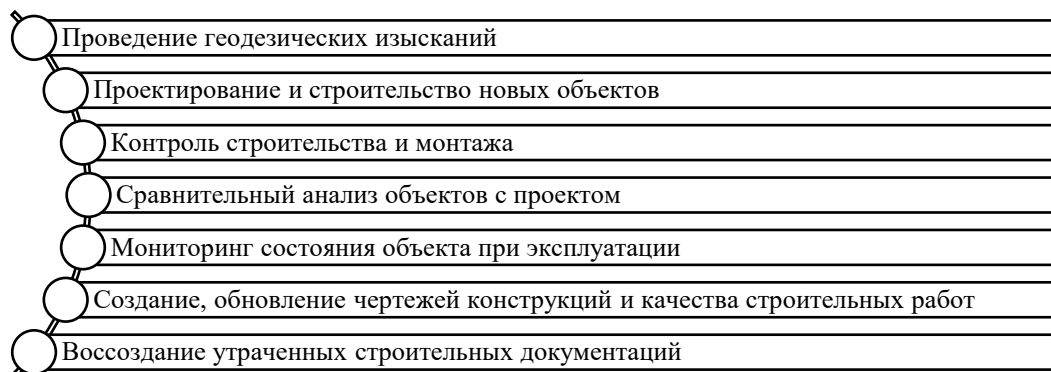 Проведение геодезических изысканий
Проектирование и строительство новых объектов
Контроль строительства и монтажа
Сравнительный анализ объектов с проектом
Мониторинг состояния объекта при эксплуатации
Создание, обновление чертежей конструкций и качества строительных работ
Воссоздание утраченных строительных документаций